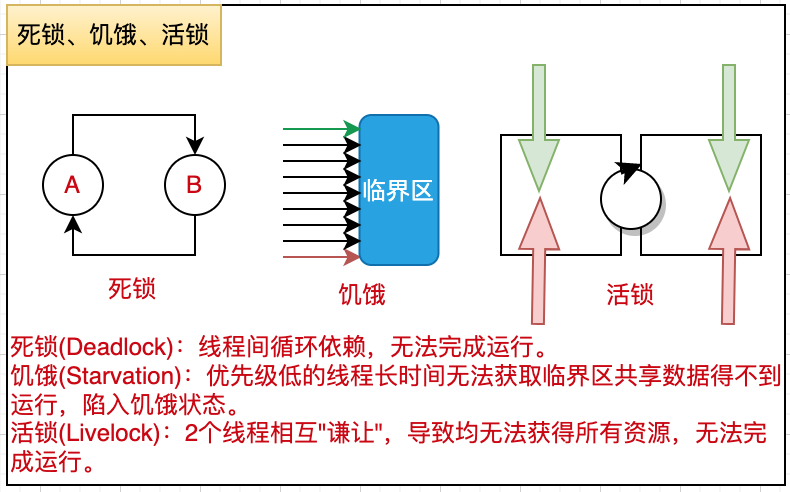 死锁、饥饿、活锁
A
B
临界区
死锁
饥饿
活锁
死锁(Deadlock)：线程间循环依赖，无法完成运行。
饥饿(Starvation)：优先级低的线程长时间无法获取临界区共享数据得不到
运行，陷入饥饿状态。
活锁(Livelock)：2个线程相互"谦让"，导致均无法获得所有资源，无法完
成运行。